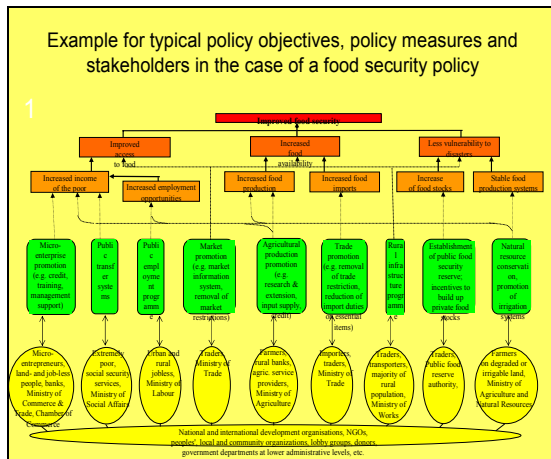 Example for typical policy objectives, policy measures and
stakeholders in the case of a food security policy
1
Improved food security
Improved
access
to food
Increased
food
availability
Less vulnerability to
disasters
Increased income
of the poor
Increased employment
opportunities
Increased food
production
Increased food
imports
Increase
of food stocks
Stable food
production systems
Micro-
enterprise
promotion
(e.g. credit,
training,
management
support)
Publi
c
transf
er
syste
ms
Publi
c
empl
oyme
nt
progr
amm
e
Market
promotion
(e.g. market
information
system,
removal of
market
restrictions)
Agricultural
production
promotion
(e.g.
research &
extension,
input supply,
credit)
Trade
promotion
(e.g. removal
of trade
restriction,
reduction of
import duties
on essential
items)
Rura
l
infra
struc
ture
progr
amm
e
Establishment
of public food
security
reserve,
incentives to
build up
private food
stocks
Natural
resource
conservati
on,
promotion
of
irrigation
systems
Micro-
entrepreneurs,
land- and job-less
people, banks,
Ministry of
Commerce &
Trade, Chamber of
Commerce
Extremely
poor,
social security
services,
Ministry of
Social Affairs
Urban and
rural
jobless,
Ministry of
Labour
Traders,
Ministry of
Trade
Farmers,
rural banks,
agric. service
providers,
Ministry of
Agriculture
Importers,
traders,
Ministry of
Trade
Traders,
transporters,
majority of
rural
population,
Ministry of
Works
Traders,
Public food
reserve
authority,
Farmers
on degraded or
irrigable land,
Ministry of
Agriculture
and Natural
Resources
National and international development organisations, NGOs,
peoples', local and community organizations, lobby groups, donors,
government departments at lower administrative levels, etc.